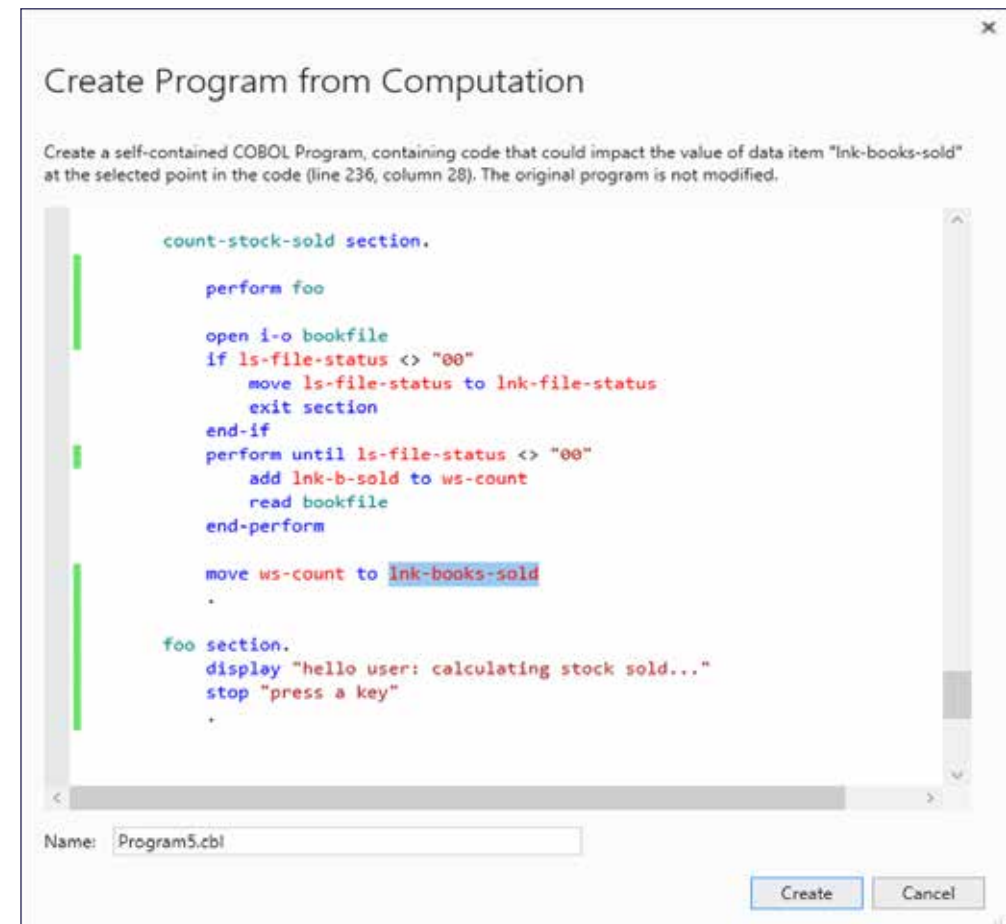 Create Program from Computation
Create a self-contained COBOL Program, containing code that could impact the value of data item "lnk-books-sold"
at the selected point in the code (line 236, column 28). The original program is not modified.
count-stock-sold section.
perform foo
open i-o bookfile
if ls-file-status <> "00"
move ls-file-status to lnk-file-status
exit section
end-if
perform until ls-file-status <> "00"
add lnk-b-sold to ws-count
read bookfile
end-perform
move ws-count to lnk-books-sold
.
foo section.
display "hello user: calculating stock sold..."
stop "press a key"
.
Name: Program5.cbl
Create Cancel